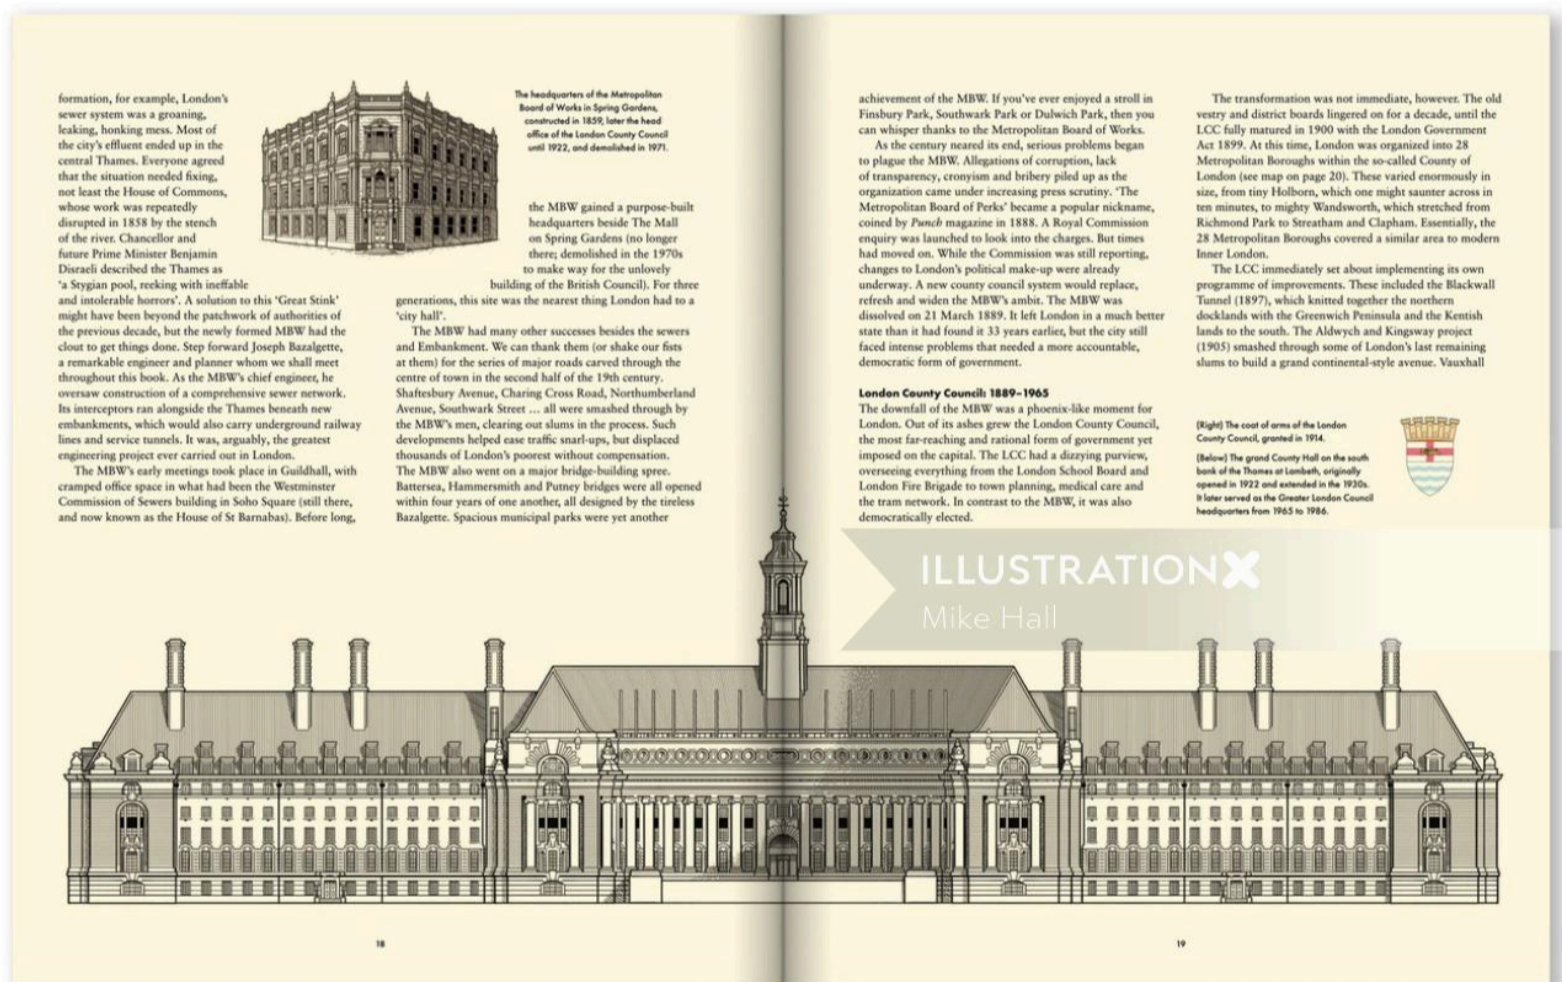 formation, for example, London's
sewer system was a groaning,
leaking, honking mess. Most of
the city's effluent ended up in the
central Thames. Everyone agreed
that the situation needed fixing,
not least the House of Commons,
whose work was repeatedly
disrupted in 1858 by the stench
of the river. Chancellor and
future Prime Minister Benjamin
Disraeli described the Thames as
'a Stygian pool, reeking with ineffable
and intolerable horrors'. A solution to this 'Great Stink'
might have been beyond the patchwork of authorities of
the previous decade, but the newly formed MBW had the
clout to get things done. Step forward Joseph Bazalgette,
a remarkable engineer and planner whom we shall meet
throughout this book. As the MBW's chief engineer, he
oversaw construction of a comprehensive sewer network.
Its interceptors ran alongside the Thames beneath new
embankments, which would also carry underground railway
lines and service tunnels. It was, arguably, the greatest
engineering project ever carried out in London.
The MBW's early meetings took place in Guildhall, with
cramped office space in what had been the Westminster
Commission of Sewers building in Soho Square (still there,
and now known as the House of St Barnabas). Before long,
The headquarters of the Metropolitan
Board of Works in Spring Gardens,
constructed in 1859, later the head
office of the London County Council
until 1922, and demolished in 1971.
the MBW gained a purpose-built
headquarters beside The Mall
on Spring Gardens (no longer
there; demolished in the 1970s
to make way for the unlovely
building of the British Council). For three
generations, this site was the nearest thing London had to a
'city hall'.
The MBW had many other successes besides the sewers
and Embankment. We can thank them (or shake our fists
at them) for the series of major roads carved through the
centre of town in the second half of the 19th century.
Shaftesbury Avenue, Charing Cross Road, Northumberland
Avenue, Southwark Street ... all were smashed through by
the MBW's men, clearing out slums in the process. Such
developments helped ease traffic snarl-ups, but displaced
thousands of London's poorest without compensation.
The MBW also went on a major bridge-building spree.
Battersea, Hammersmith and Putney bridges were all opened
within four years of one another, all designed by the tireless
Bazalgette. Spacious municipal parks were yet another
18
achievement of the MBW. If you've ever enjoyed a stroll in
Finsbury Park, Southwark Park or Dulwich Park, then you
can whisper thanks to the Metropolitan Board of Works.
As the century neared its end, serious problems began
to plague the MBW. Allegations of corruption, lack
of transparency, cronyism and bribery piled up as the
organization came under increasing press scrutiny. 'The
Metropolitan Board of Perks' became a popular nickname,
coined by Punch magazine in 1888. A Royal Commission
enquiry was launched to look into the charges. But times
had moved on. While the Commission was still reporting,
changes to London's political make-up were already
underway. A new county council system would replace,
refresh and widen the MBW's ambit. The MBW was
dissolved on 21 March 1889. It left London in a much better
state than it had found it 33 years earlier, but the city still
faced intense problems that needed a more accountable,
democratic form of government.
London County Council: 1889–1965
The downfall of the MBW was a phoenix-like moment for
London. Out of its ashes grew the London County Council,
the most far-reaching and rational form of government yet
imposed on the capital. The LCC had a dizzying purview,
overseeing everything from the London School Board and
London Fire Brigade to town planning, medical care and
the tram network. In contrast to the MBW, it was also
democratically elected.
The transformation was not immediate, however. The old
vestry and district boards lingered on for a decade, until the
LCC fully matured in 1900 with the London Government
Act 1899. At this time, London was organized into 28
Metropolitan Boroughs within the so-called County of
London (see map on page 20). These varied enormously in
size, from tiny Holborn, which one might saunter across in
ten minutes, to mighty Wandsworth, which stretched from
Richmond Park to Streatham and Clapham. Essentially, the
28 Metropolitan Boroughs covered a similar area to modern
Inner London.
The LCC immediately set about implementing its own
programme of improvements. These included the Blackwall
Tunnel (1897), which knitted together the northern
docklands with the Greenwich Peninsula and the Kentish
lands to the south. The Aldwych and Kingsway project
(1905) smashed through some of London's last remaining
slums to build a grand continental-style avenue. Vauxhall
(Right) The coat of arms of the London
County Council, granted in 1914.
(Below) The grand County Hall on the south
bank of the Thames at Lambeth, originally
opened in 1922 and extended in the 1930s.
It later served as the Greater London Council
headquarters from 1965 to 1986.
ILLUSTRATIONX
Mike Hall
19